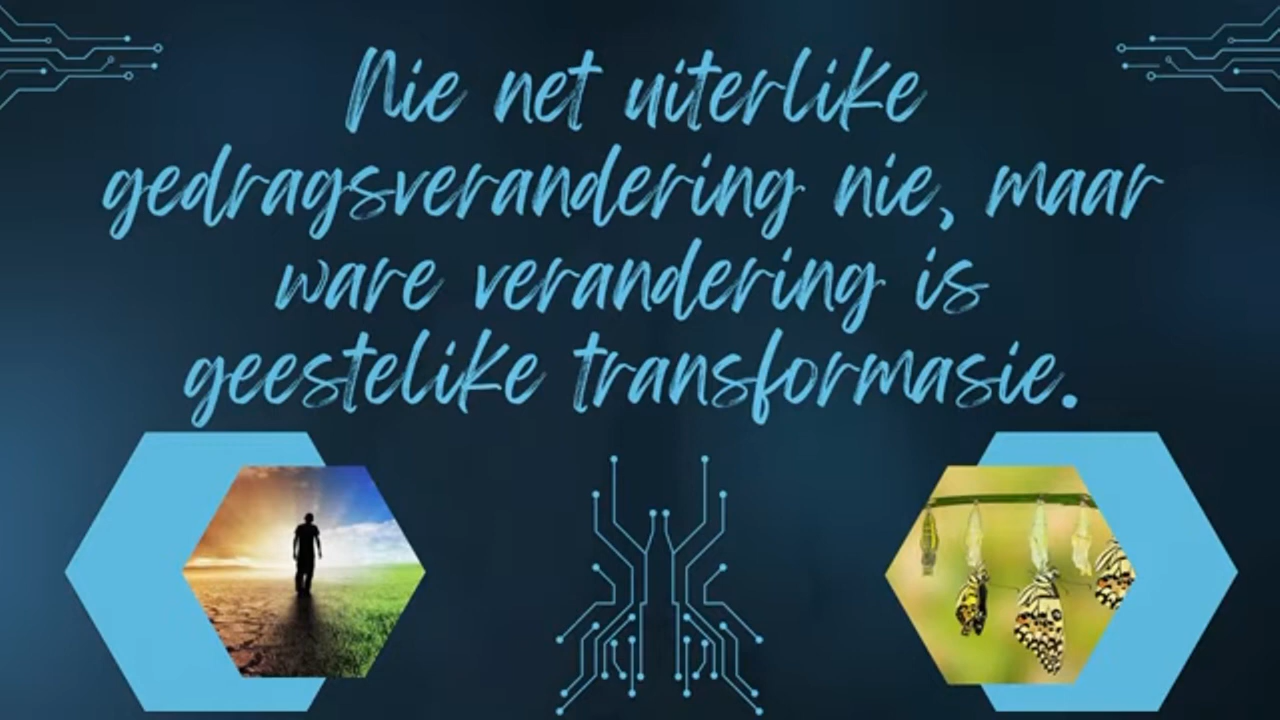 Nie net uiterlike
gedragsverandering nie, maar
ware verandering is
geestelike transformasie.